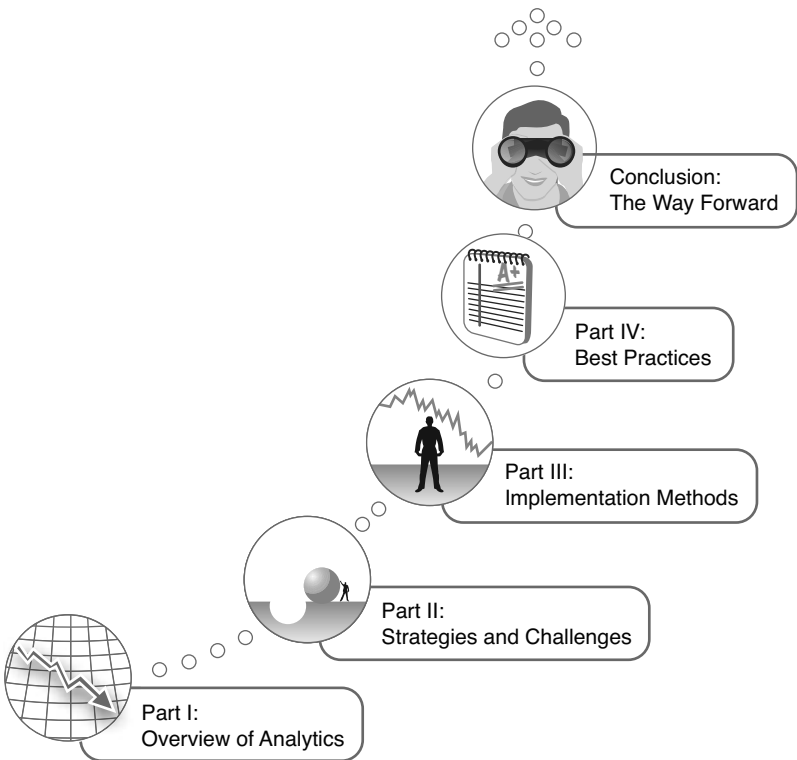 Conclusion:
The Way Forward
A+
Part IV:
Best Practices
Part III:
Implementation Methods
Part II:
Strategies and Challenges
Part I:
Overview of Analytics